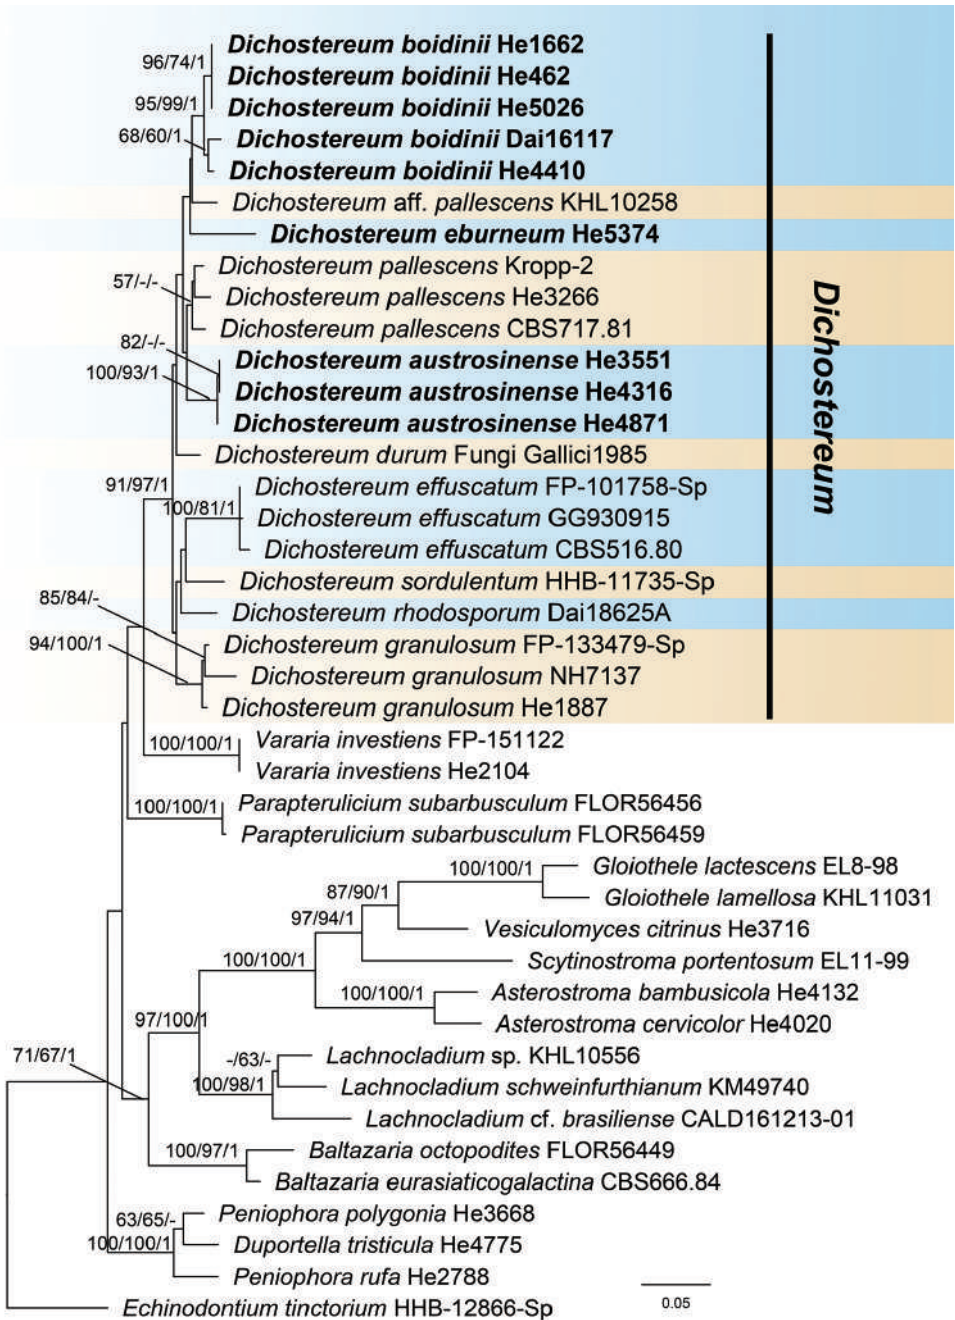 Dichostereum boidinii He1662
96/74/1
Dichostereum boidinii He462
95/99/1
Dichostereum boidinii He5026
68/60/1
Dichostereum boidinii Dai16117
Dichostereum boidinii He4410
Dichostereum aff. pallescens KHL10258
Dichostereum eburneum He5374
Dichostereum pallescens Kropp-2
57/-/-
Dichostereum pallescens He3266
Dichostereum pallescens CBS717.81
82/-/-
Dichostereum austrosinense He3551
100/93/1
Dichostereum austrosinense He4316
Dichostereum austrosinense He4871
Dichostereum
Dichostereum durum Fungi Gallici1985
91/97/1
Dichostereum effuscatum FP-101758-Sp
100/81/1
Dichostereum effuscatum GG930915
Dichostereum effuscatum CBS516.80
Dichostereum sordulentum HHB-11735-Sp
85/84/-
Dichostereum rhodosporum Dai18625A
94/100/1
Dichostereum granulosum FP-133479-Sp
Dichostereum granulosum NH7137
Dichostereum granulosum He1887
100/100/1
Vararia investiens FP-151122
Vararia investiens He2104
100/100/1
Parapterulicium subarbusculum FLOR56456
Parapterulicium subarbusculum FLOR56459
100/100/1
Gloiothele lactescens EL8-98
87/90/1
Gloiothele lamellosa KHL11031
97/94/1
Vesiculomyces citrinus He3716
100/100/1
Scytinostroma portentosum EL11-99
100/100/1
Asterostroma bambusicola He4132
97/100/1
Asterostroma cervicolor He4020
71/67/1
-/63/-
Lachnocladium sp. KHL10556
100/98/1
Lachnocladium schweinfurthianum KM49740
Lachnocladium cf. brasiliense CALD161213-01
100/97/1
Baltazaria octopodites FLOR56449
Baltazaria eurasiaticogalactina CBS666.84
63/65/-
Peniophora polygonia He3668
100/100/1
Duportella tristicula He4775
Peniophora rufa He2788
0.05
Echinodontium tinctorium HHB-12866-Sp